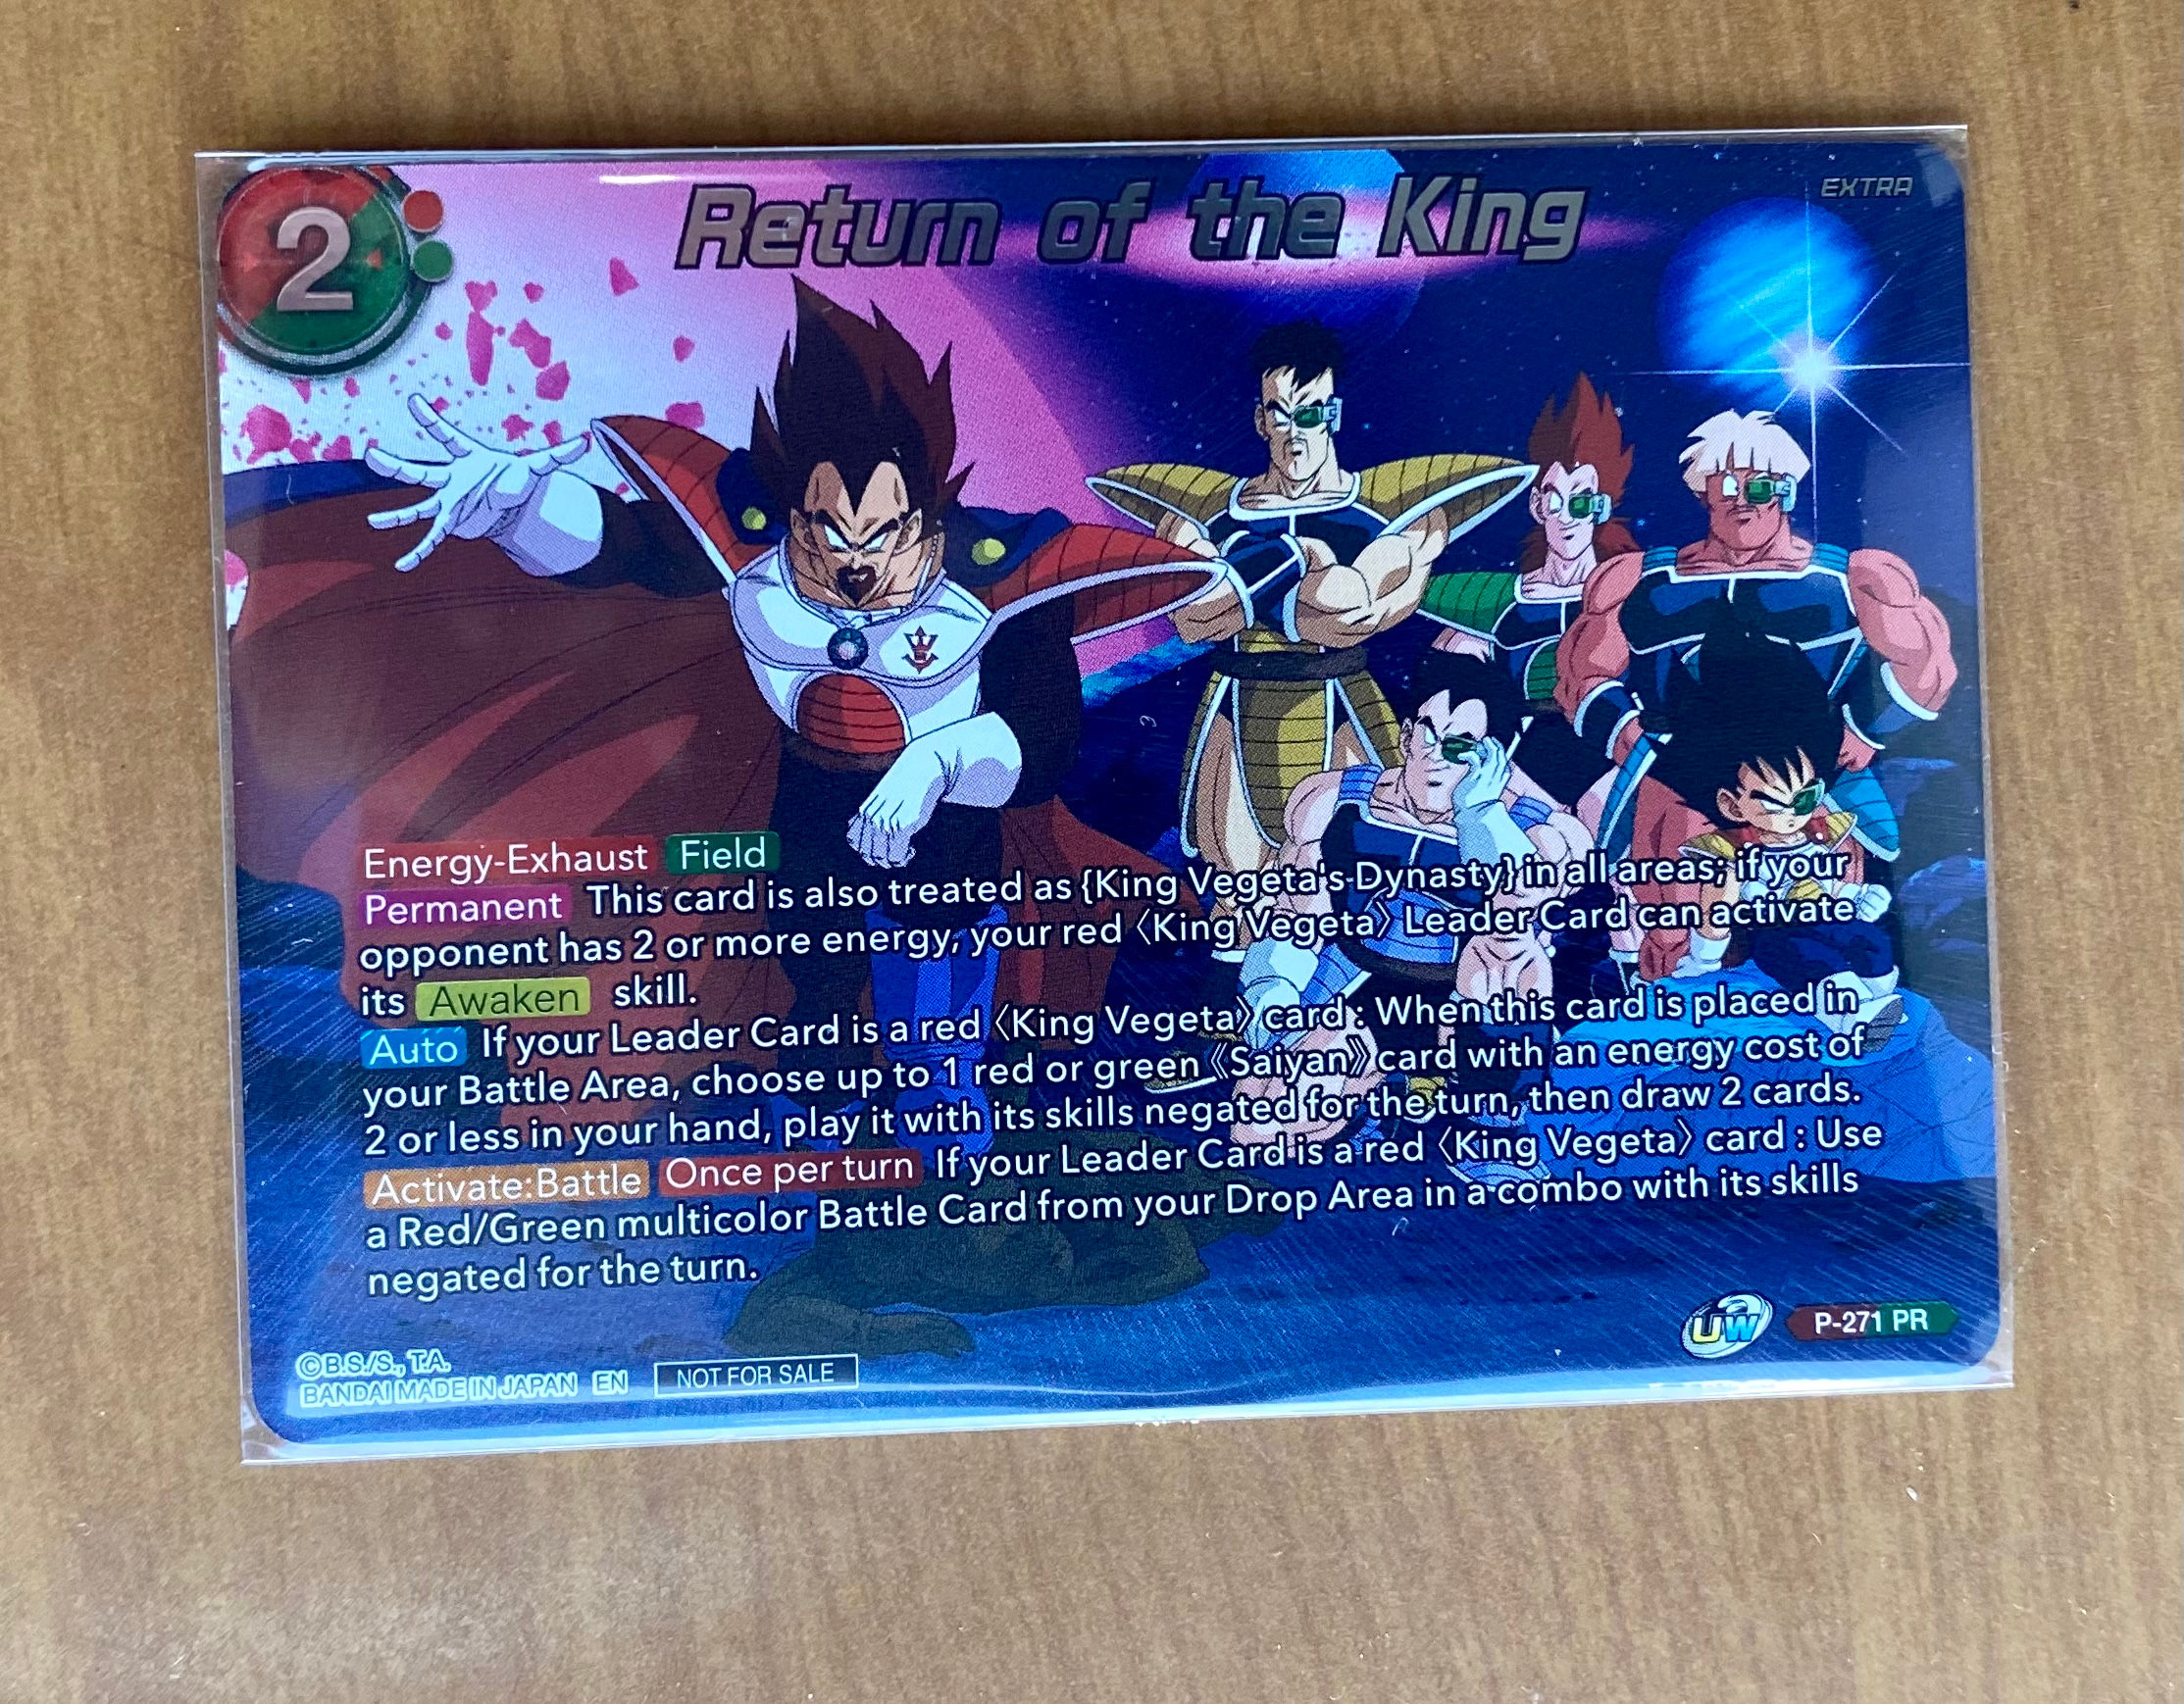 2
Return of the King
EXTRA
Energy-Exhaust Field
Permanent This card is also treated as {King Vegeta's Dynasty} in all areas; if your
opponent has 2 or more energy, your red 〈King Vegeta〉 Leader Card can activate
its Awaken skill.
Auto If your Leader Card is a red 〈King Vegeta〉 card : When this card is placed in
your Battle Area, choose up to 1 red or green 《Saiyan》 card with an energy cost of
2 or less in your hand, play it with its skills negated for the turn, then draw 2 cards.
Activate:Battle Once per turn If your Leader Card is a red 〈King Vegeta〉 card : Use
a Red/Green multicolor Battle Card from your Drop Area in a combo with its skills
negated for the turn.
UW
P-271 PR
©B.S./S., T.A.
BANDAI MADE IN JAPAN EN NOT FOR SALE